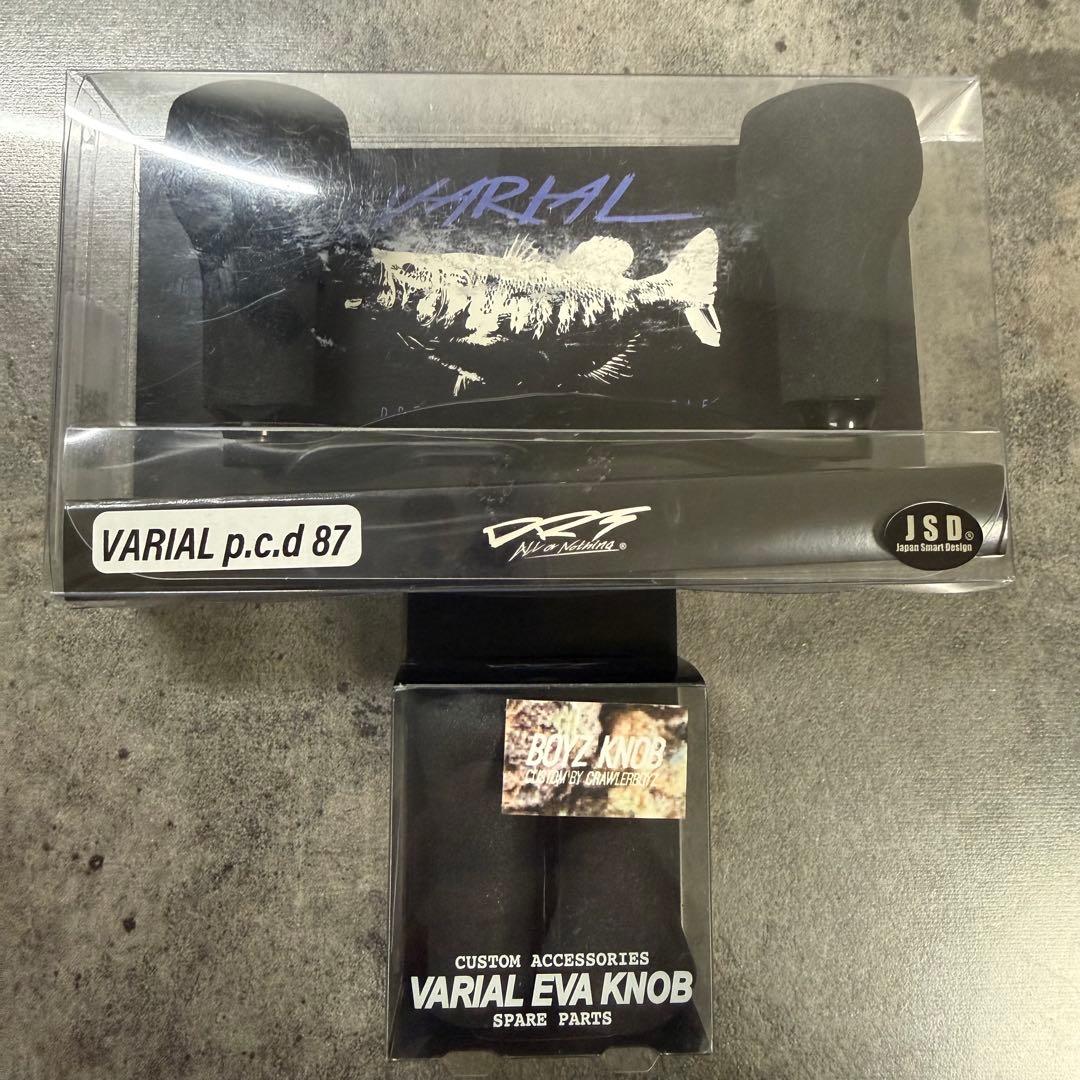 VARIAL
VARIAL p.c.d 87
DRT
ALL or Nothing®
JSD®
Japan Smart Design
BOYZ KNOB
CUSTOM BY CRAWLERBOYZ
CUSTOM ACCESSORIES
VARIAL EVA KNOB
SPARE PARTS